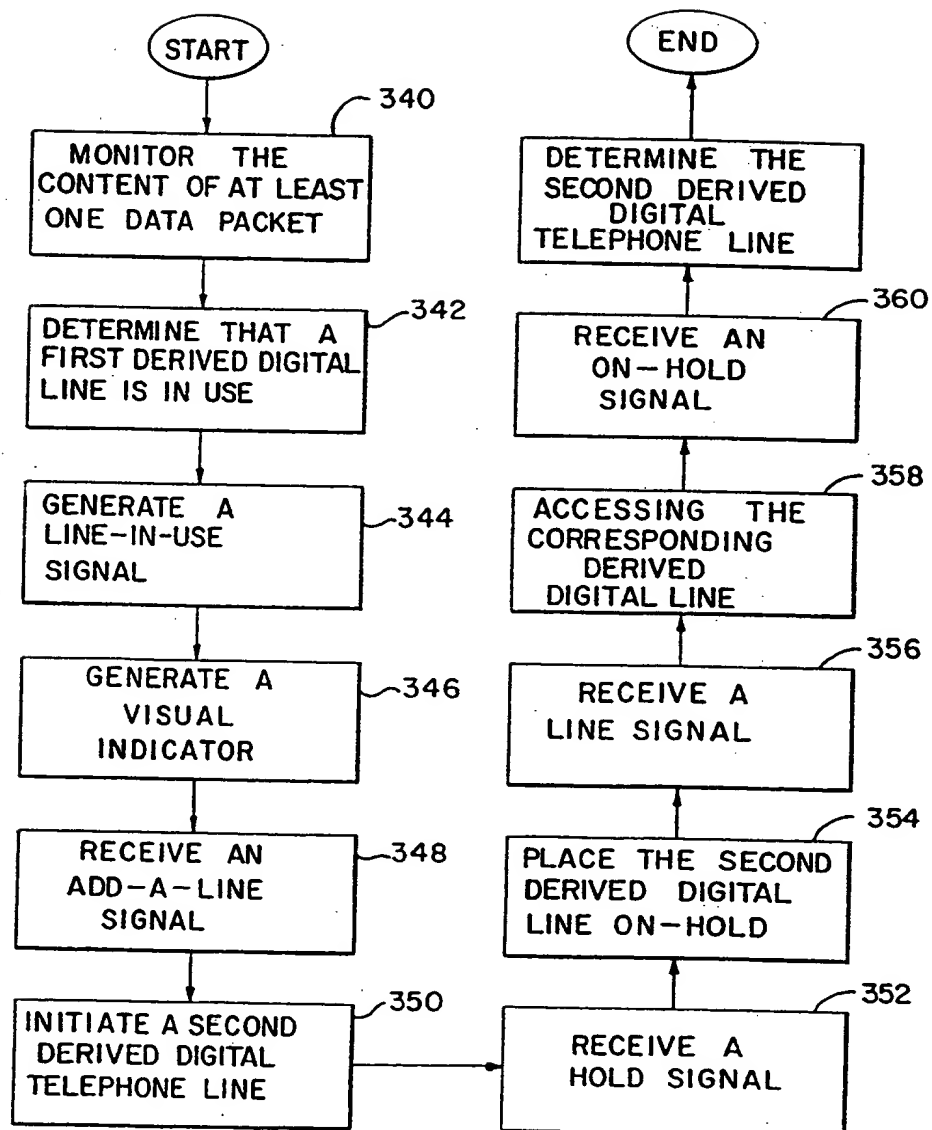 START
340
MONITOR THE
CONTENT OF AT LEAST
ONE DATA PACKET
342
DETERMINE THAT A
FIRST DERIVED DIGITAL
LINE IS IN USE
344
GENERATE A
LINE-IN-USE
SIGNAL
346
GENERATE A
VISUAL
INDICATOR
348
RECEIVE AN
ADD-A-LINE
SIGNAL
350
INITIATE A SECOND
DERIVED DIGITAL
TELEPHONE LINE
352
RECEIVE A
HOLD SIGNAL
354
PLACE THE SECOND
DERIVED DIGITAL
LINE ON-HOLD
356
RECEIVE A
LINE SIGNAL
358
ACCESSING THE
CORRESPONDING
DERIVED
DIGITAL LINE
360
RECEIVE AN
ON-HOLD
SIGNAL
DETERMINE THE
SECOND DERIVED
DIGITAL
TELEPHONE LINE
END